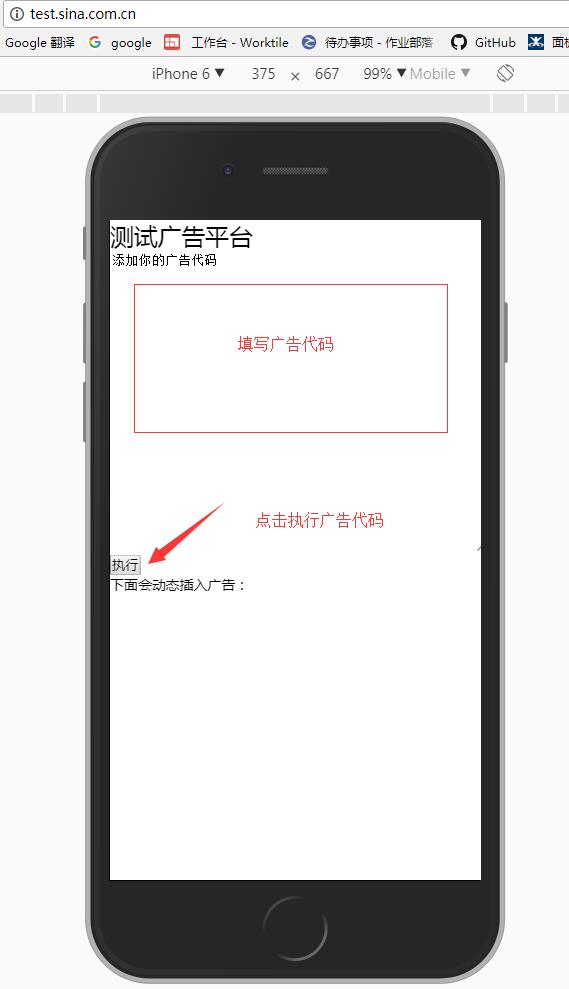 test.sina.com.cn
Google 翻译 google 工作台 - Worktile 待办事项 - 作业部落 GitHub 面板
iPhone 6 ▼ 375 × 667 99% ▼ Mobile ▼
测试广告平台
添加你的广告代码
填写广告代码
点击执行广告代码
执行
下面会动态插入广告：